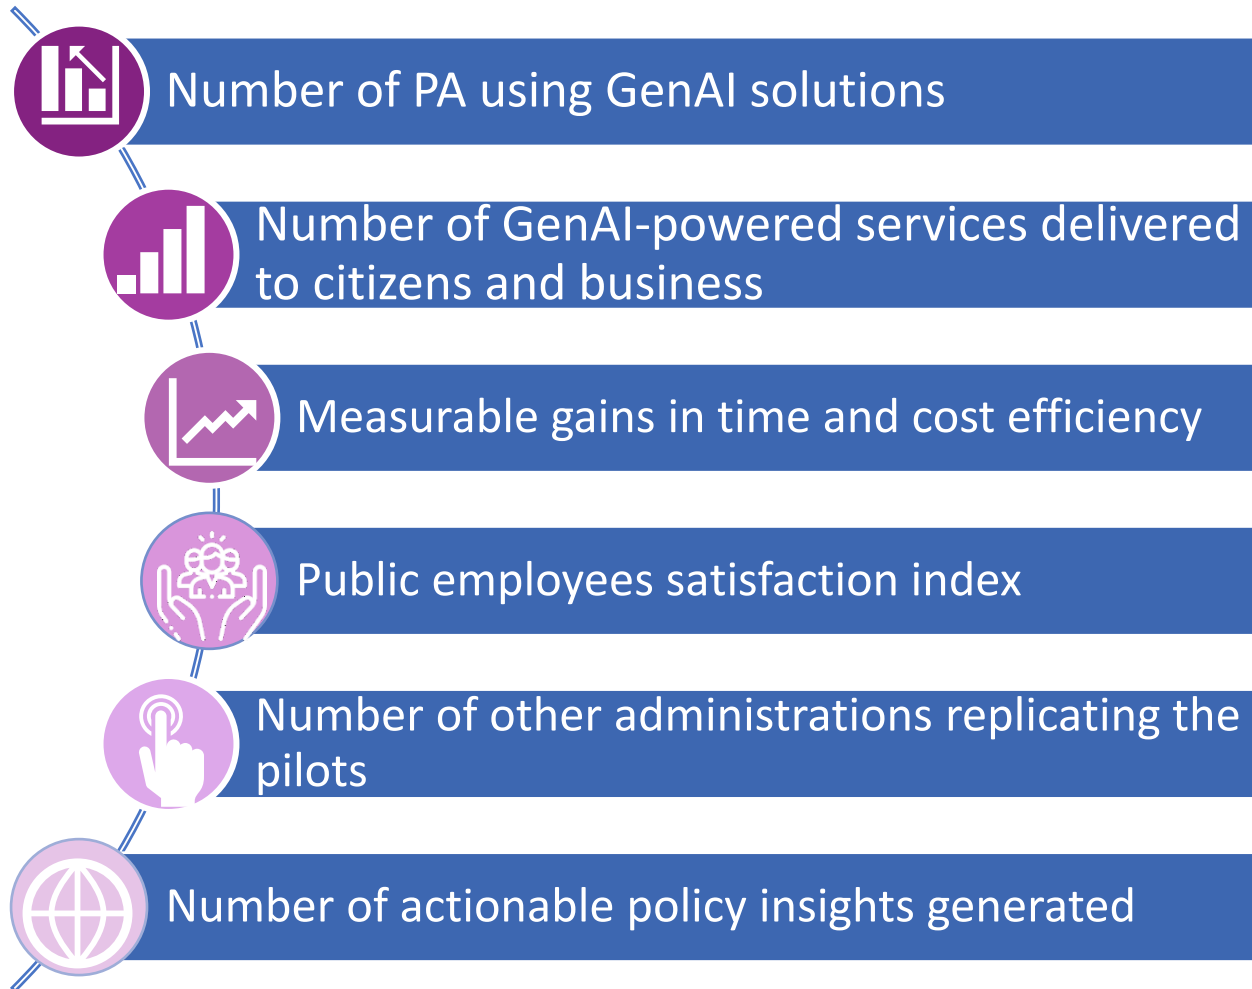 Number of PA using GenAI solutions
Number of GenAI-powered services delivered
to citizens and business
Measurable gains in time and cost efficiency
Public employees satisfaction index
Number of other administrations replicating the
pilots
Number of actionable policy insights generated